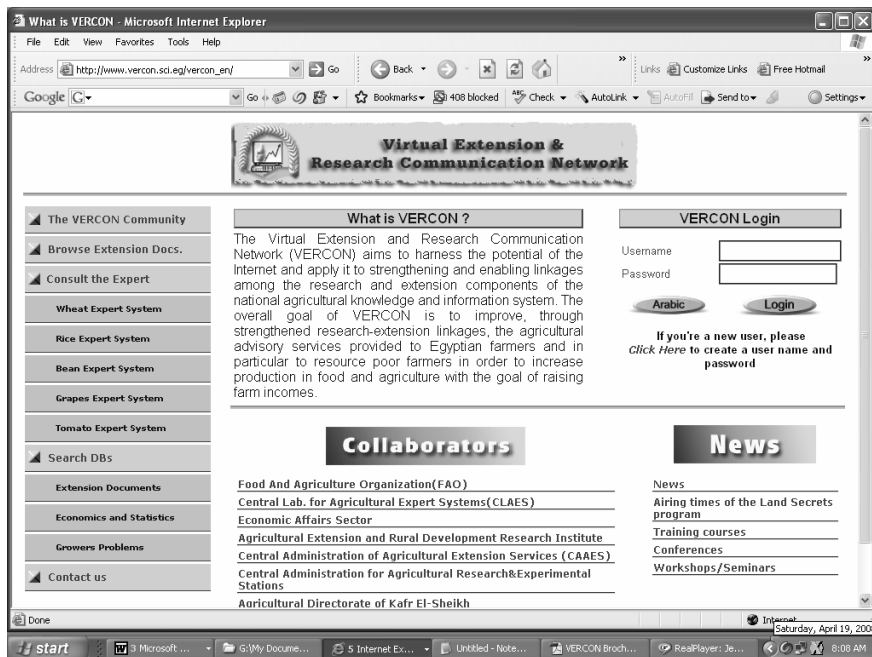 What is VERCON - Microsoft Internet Explorer
File Edit View Favorites Tools Help
Address http://www.vercon.sci.eg/vercon_en/ Go Back » Links Customize Links Free Hotmail »
Google G Go Bookmarks 408 blocked ABC Check AutoLink AutoFill Send to Settings
Virtual Extension &
Research Communication Network
The VERCON Community
Browse Extension Docs.
Consult the Expert
Wheat Expert System
Rice Expert System
Bean Expert System
Grapes Expert System
Tomato Expert System
Search DBs
Extension Documents
Economics and Statistics
Growers Problems
Contact us
What is VERCON ?
The Virtual Extension and Research Communication
Network (VERCON) aims to harness the potential of the
Internet and apply it to strengthening and enabling linkages
among the research and extension components of the
national agricultural knowledge and information system. The
overall goal of VERCON is to improve, through
strengthened research-extension linkages, the agricultural
advisory services provided to Egyptian farmers and in
particular to resource poor farmers in order to increase
production in food and agriculture with the goal of raising
farm incomes.
VERCON Login
Username
Password
Arabic Login
If you're a new user, please
Click Here to create a user name and
password
Collaborators
Food And Agriculture Organization(FAO)
Central Lab. for Agricultural Expert Systems(CLAES)
Economic Affairs Sector
Agricultural Extension and Rural Development Research Institute
Central Administration of Agricultural Extension Services (CAAES)
Central Administration for Agricultural Research&Experimental
Stations
Agricultural Directorate of Kafr El-Sheikh
News
News
Airing times of the Land Secrets
program
Training courses
Conferences
Workshops/Seminars
Done Internet
Saturday, April 19, 200
start 3 Microsoft ... G:\My Docume... 5 Internet Ex... Untitled - Note... VERCON Broch... RealPlayer: Je... 8:08 AM